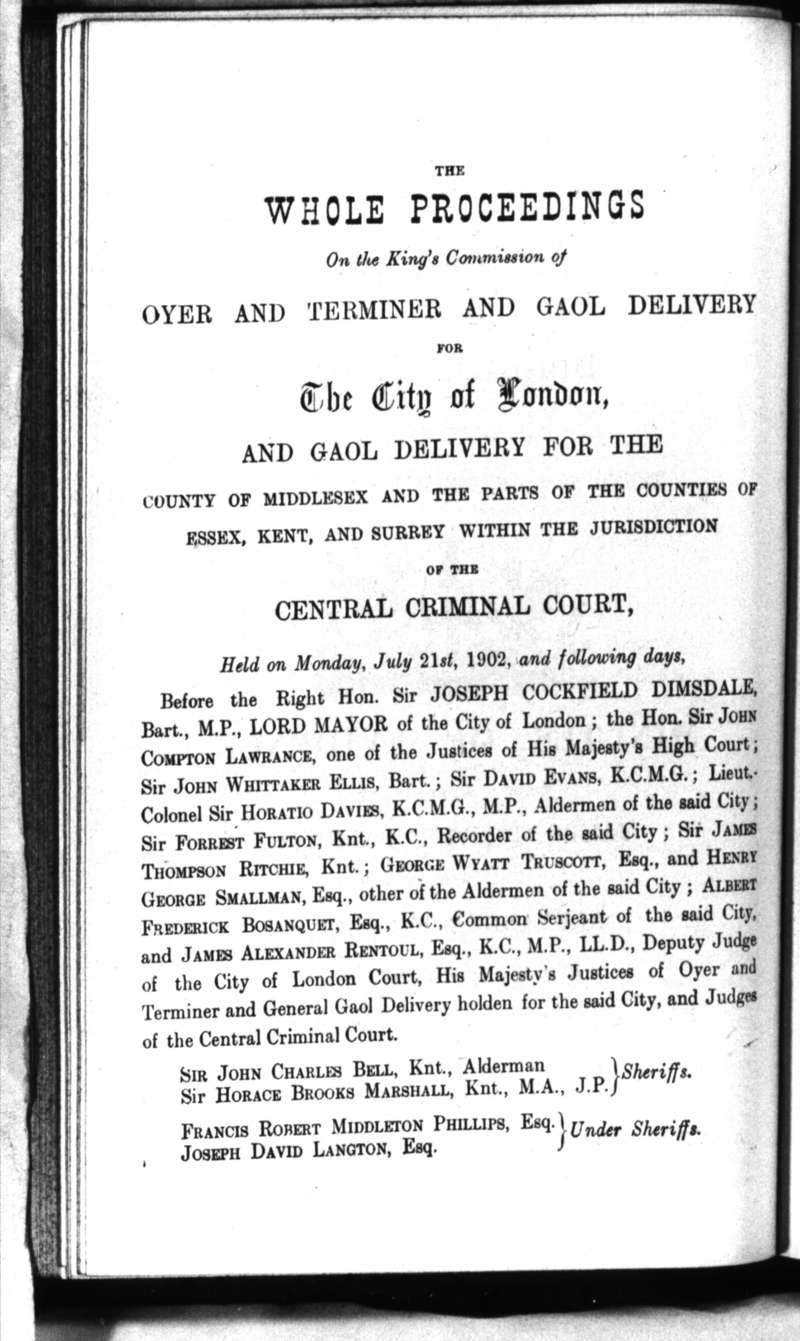 THE
WHOLE PROCEEDINGS
On the King's Commission of
OYER AND TERMINER AND GAOL DELIVERY
FOR
The City of London,
AND GAOL DELIVERY FOR THE
COUNTY OF MIDDLESEX AND THE PARTS OF THE COUNTIES OF
ESSEX, KENT, AND SURREY WITHIN THE JURISDICTION
OF THE
CENTRAL CRIMINAL COURT,
Held on Monday, July 21st, 1902, and following days,
Before the Right Hon. Sir JOSEPH COCKFIELD DIMSDALE,
Bart., M.P., LORD MAYOR of the City of London; the Hon. Sir JOHN
COMPTON LAWRANCE, one of the Justices of His Majesty's High Court;
Sir JOHN WHITTAKER ELLIS, Bart.; Sir DAVID EVANS, K.C.M.G.; Lieut.-
Colonel Sir HORATIO DAVIES, K.C.M.G., M.P., Aldermen of the said City;
Sir FORREST FULTON, Knt., K.C., Recorder of the said City; Sir JAMES
THOMPSON RITCHIE, Knt.; GEORGE WYATT TRUSCOTT, Esq., and HENRY
GEORGE SMALLMAN, Esq., other of the Aldermen of the said City; ALBERT
FREDERICK BOSANQUET, Esq., K.C., Common Serjeant of the said City,
and JAMES ALEXANDER RENTOUL, Esq., K.C., M.P., LL.D., Deputy Judge
of the City of London Court, His Majesty's Justices of Oyer and
Terminer and General Gaol Delivery holden for the said City, and Judges
of the Central Criminal Court.
SIR JOHN CHARLES BELL, Knt., Alderman
Sir HORACE BROOKS MARSHALL, Knt., M.A., J.P. } Sheriffs.
FRANCIS ROBERT MIDDLETON PHILLIPS, Esq. } Under Sheriffs.
JOSEPH DAVID LANGTON, Esq.